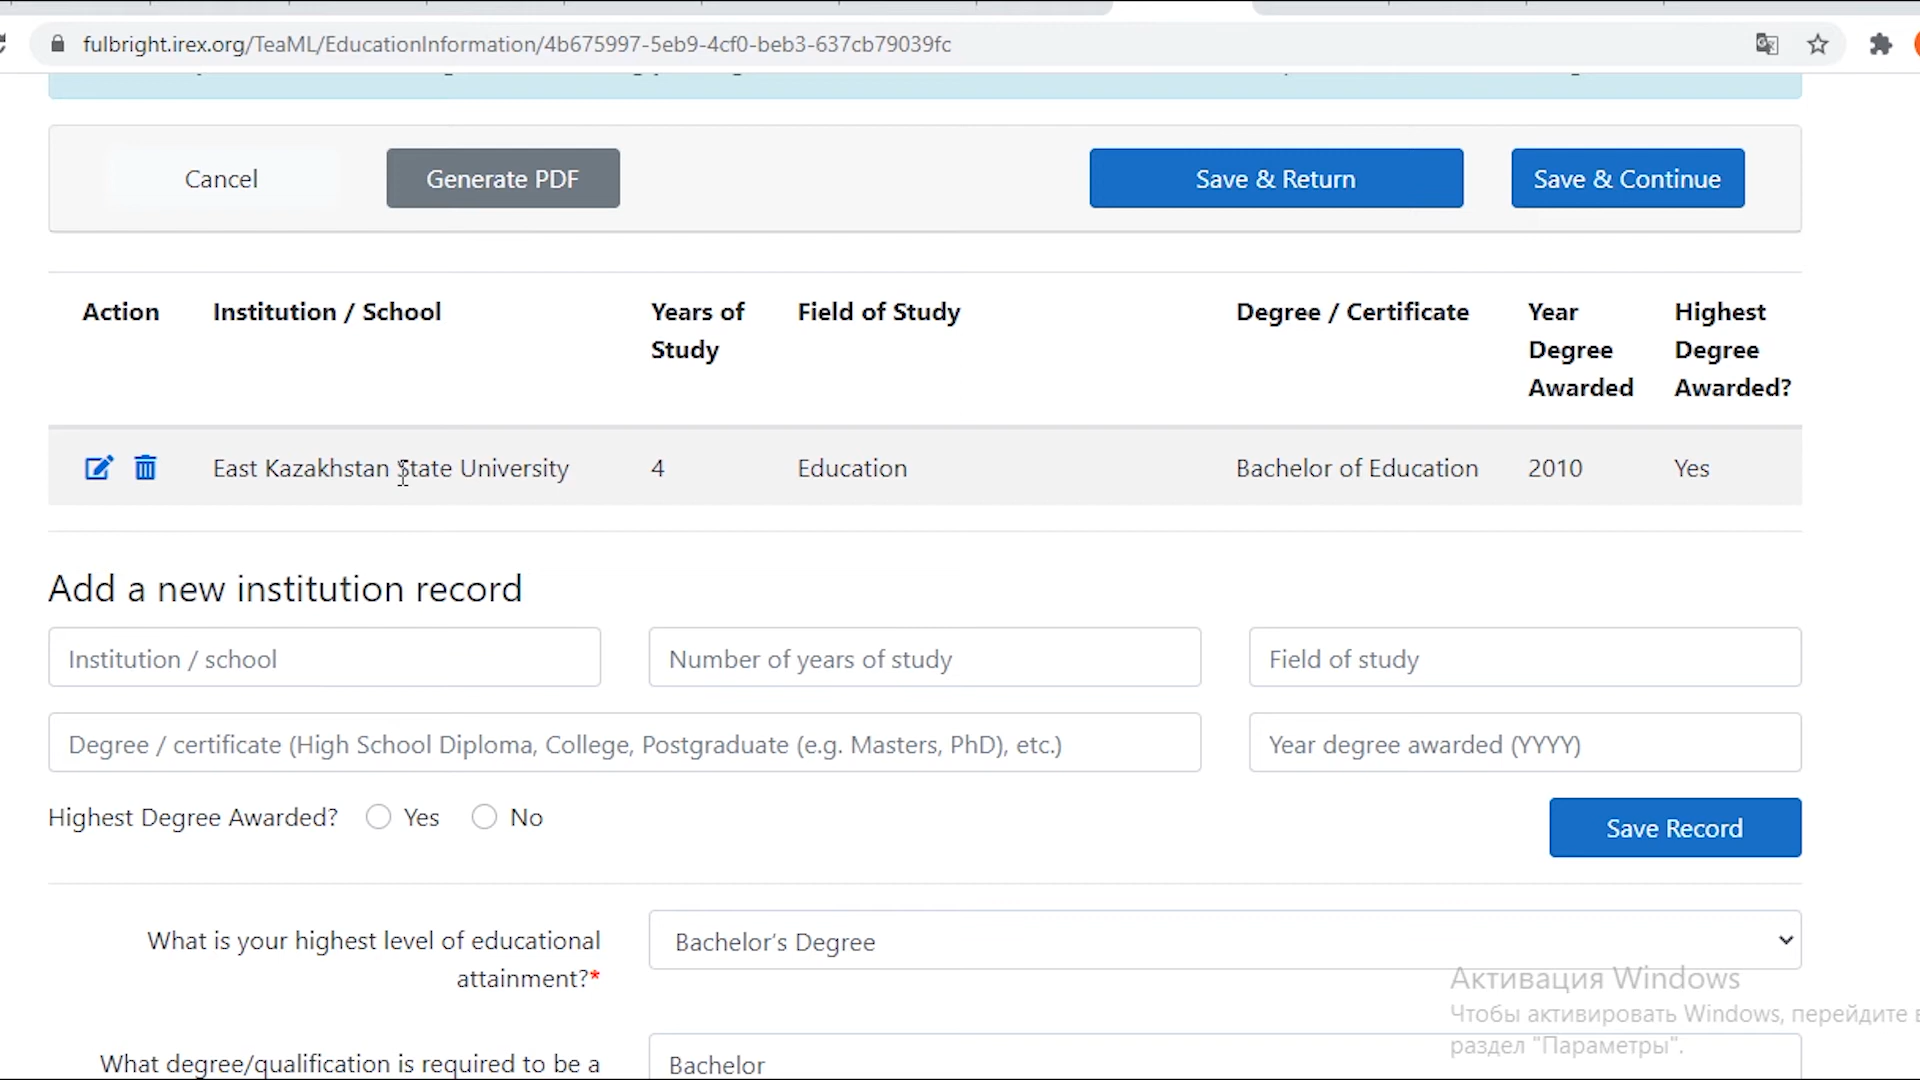 fulbright.irex.org/TeaML/EducationInformation/4b675997-5eb9-4cf0-beb3-637cb79039fc
Cancel
Generate PDF
Save & Return
Save & Continue
Action
Institution / School
Years of
Study
Field of Study
Degree / Certificate
Year
Degree
Awarded
Highest
Degree
Awarded?
East Kazakhstan State University
4
Education
Bachelor of Education
2010
Yes
Add a new institution record
Institution / school
Number of years of study
Field of study
Degree / certificate (High School Diploma, College, Postgraduate (e.g. Masters, PhD), etc.)
Year degree awarded (YYYY)
Highest Degree Awarded?
Yes
No
Save Record
What is your highest level of educational
attainment?*
Bachelor’s Degree
What degree/qualification is required to be a
Bachelor
Активация Windows
Чтобы активировать Windows, перейдите в
раздел "Параметры".